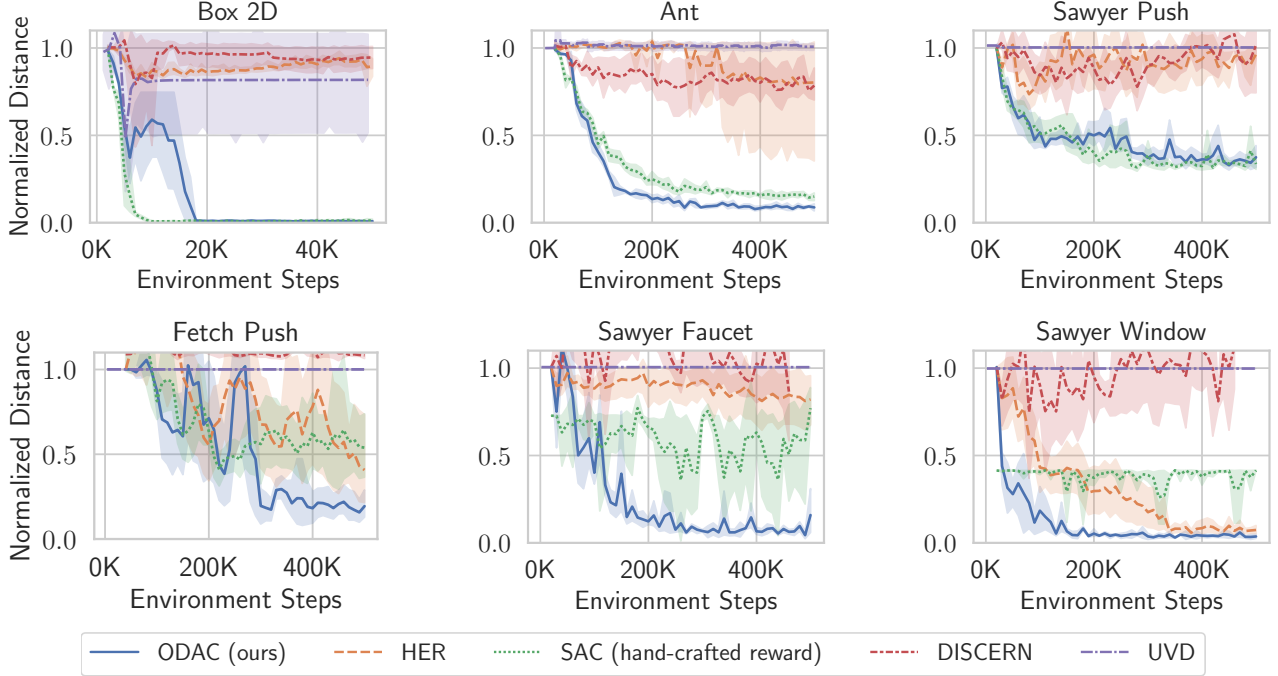 Box 2D
Ant
Sawyer Push
Normalized Distance
1.0
0.5
0.0
0K
20K
40K
Environment Steps
1.0
0.5
0.0
0K
200K
400K
Environment Steps
1.0
0.5
0.0
0K
200K
400K
Environment Steps
Fetch Push
Sawyer Faucet
Sawyer Window
Normalized Distance
1.0
0.5
0.0
0K
200K
400K
Environment Steps
1.0
0.5
0.0
0K
200K
400K
Environment Steps
1.0
0.5
0.0
0K
200K
400K
Environment Steps
ODAC (ours)
HER
SAC (hand-crafted reward)
DISCERN
UVD